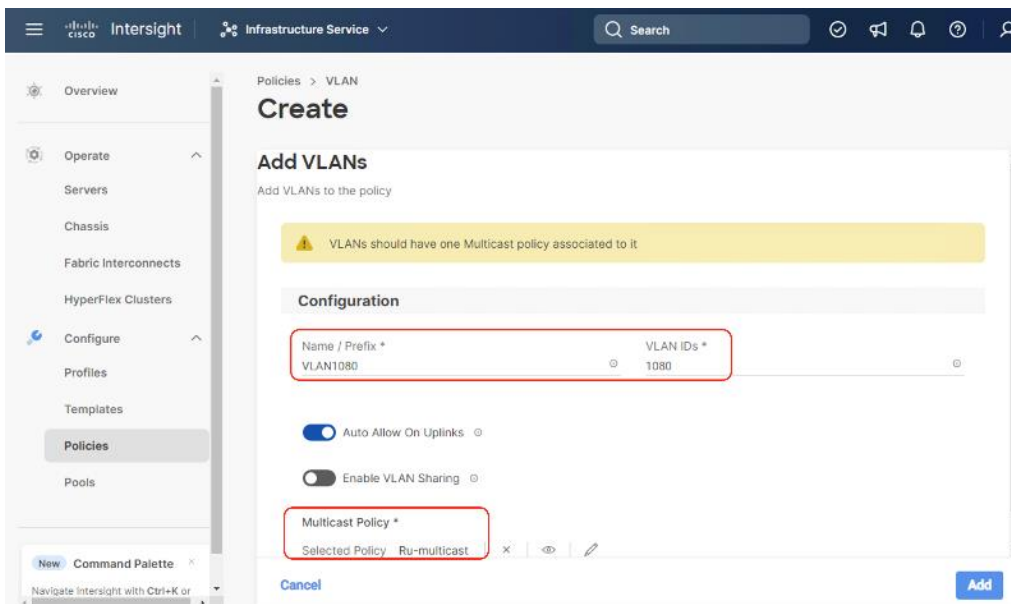 cisco Intersight Infrastructure Service Search
Overview
Operate
Servers
Chassis
Fabric Interconnects
HyperFlex Clusters
Configure
Profiles
Templates
Policies
Pools
New Command Palette
Navigate Intersight with Ctrl+K or
Policies > VLAN
Create
Add VLANs
Add VLANs to the policy
VLANs should have one Multicast policy associated to it
Configuration
Name / Prefix * VLAN IDs *
VLAN1080 1080
Auto Allow On Uplinks
Enable VLAN Sharing
Multicast Policy *
Selected Policy Ru-multicast
Cancel Add